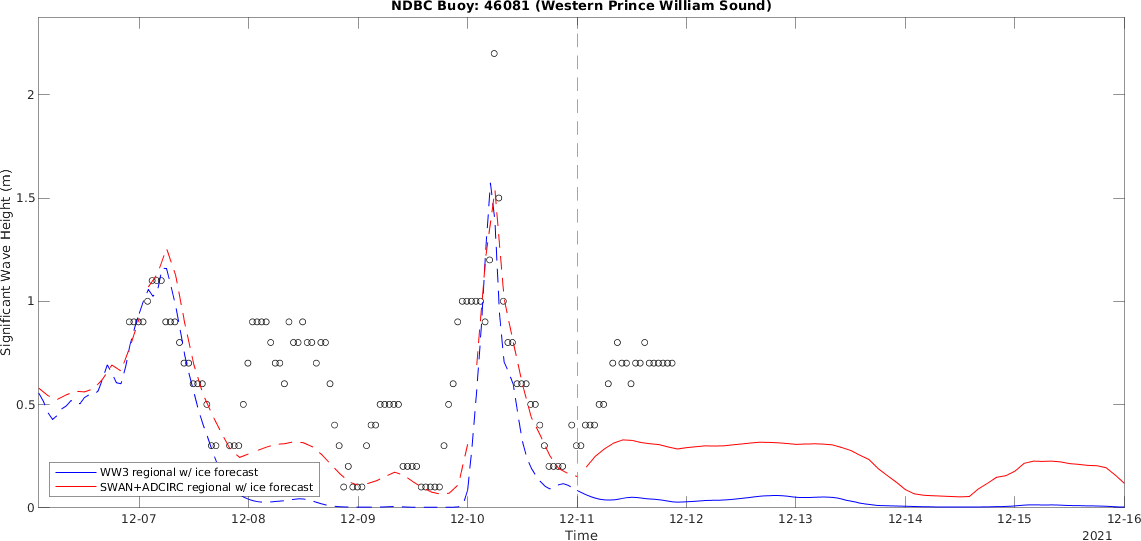 NDBC Buoy: 46081 (Western Prince William Sound)
Significant Wave Height (m)
2
1.5
1
0.5
0
WW3 regional w/ ice forecast
SWAN+ADCIRC regional w/ ice forecast
12-07 12-08 12-09 12-10 12-11 12-12 12-13 12-14 12-15 12-16
Time
2021